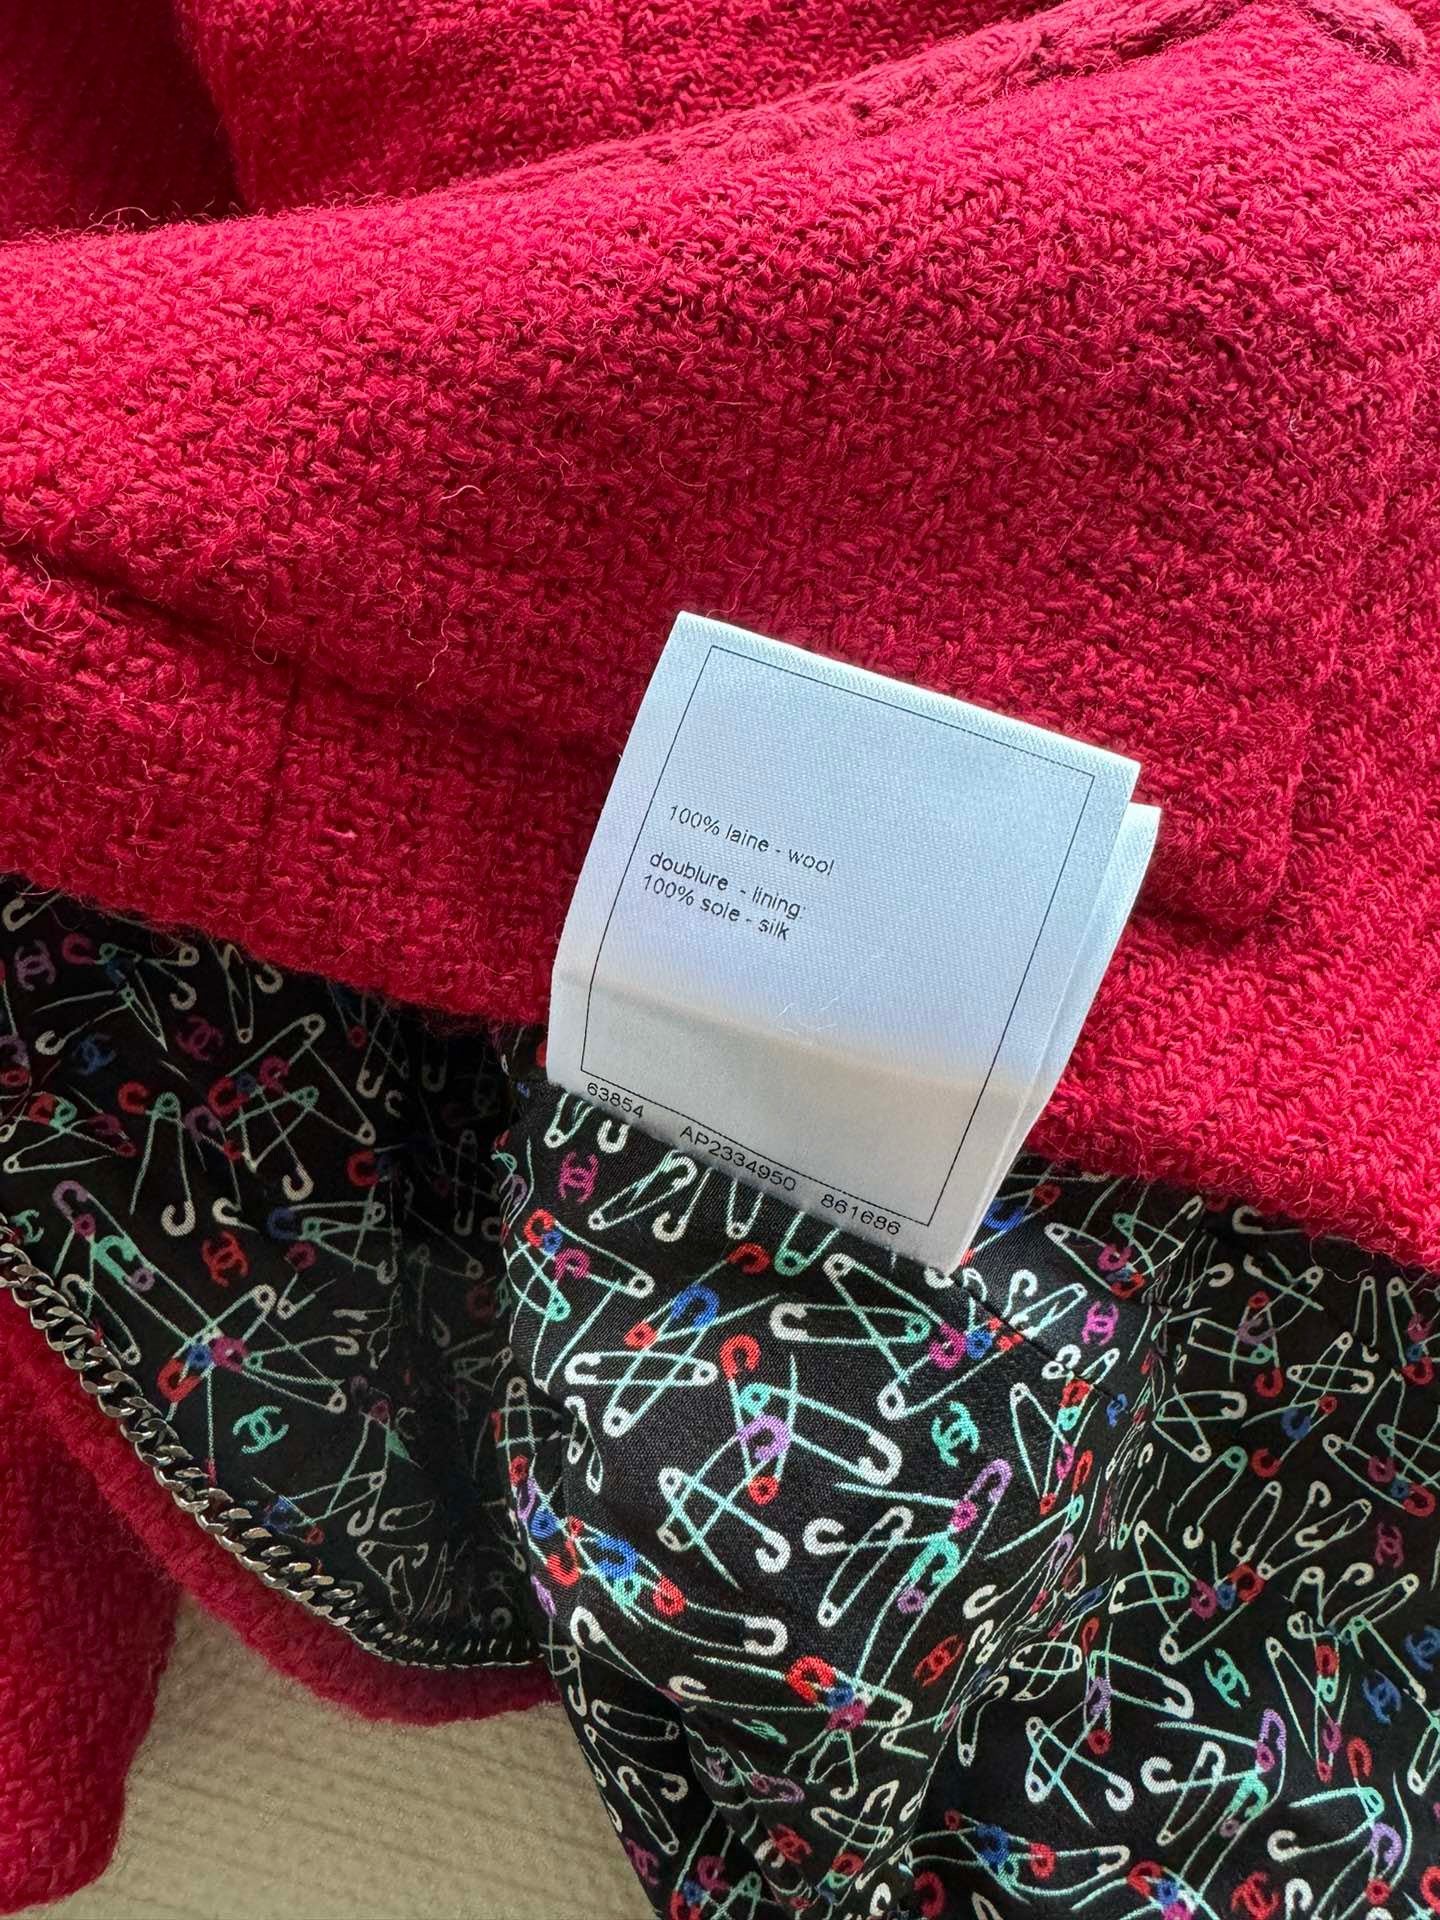 100% laine - wool
doublure - lining:
100% soie - silk
63854 AP2334950 861686